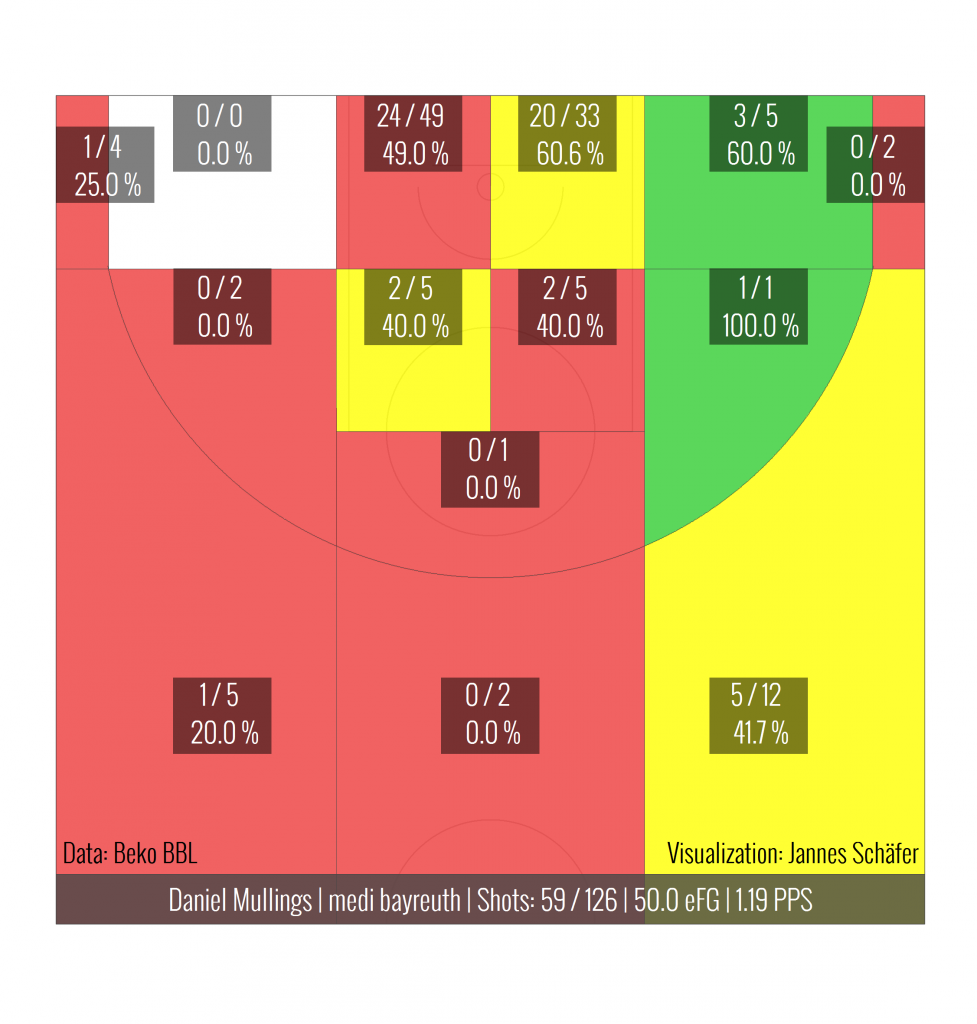 0 / 0
0.0 %
24 / 49
49.0 %
20 / 33
60.6 %
3 / 5
60.0 %
1 / 4
25.0 %
0 / 2
0.0 %
0 / 2
0.0 %
2 / 5
40.0 %
2 / 5
40.0 %
1 / 1
100.0 %
0 / 1
0.0 %
1 / 5
20.0 %
0 / 2
0.0 %
5 / 12
41.7 %
Data: Beko BBL
Visualization: Jannes Schäfer
Daniel Mullings | medi bayreuth | Shots: 59 / 126 | 50.0 eFG | 1.19 PPS